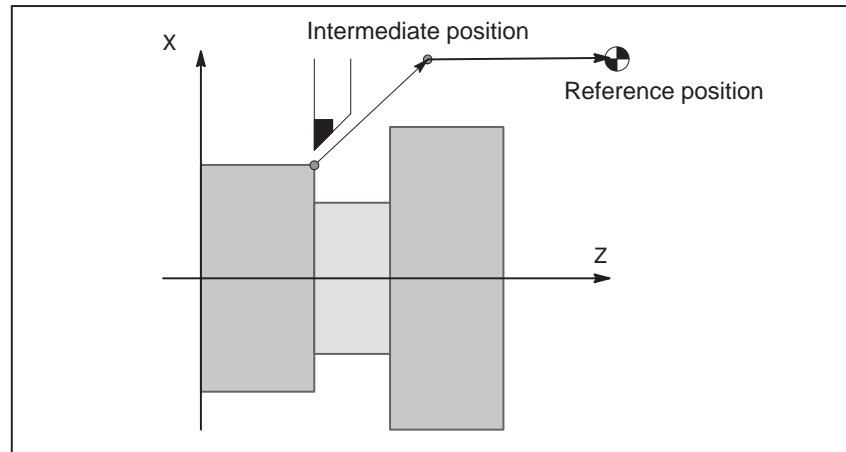 Intermediate position
X
Reference position
Z